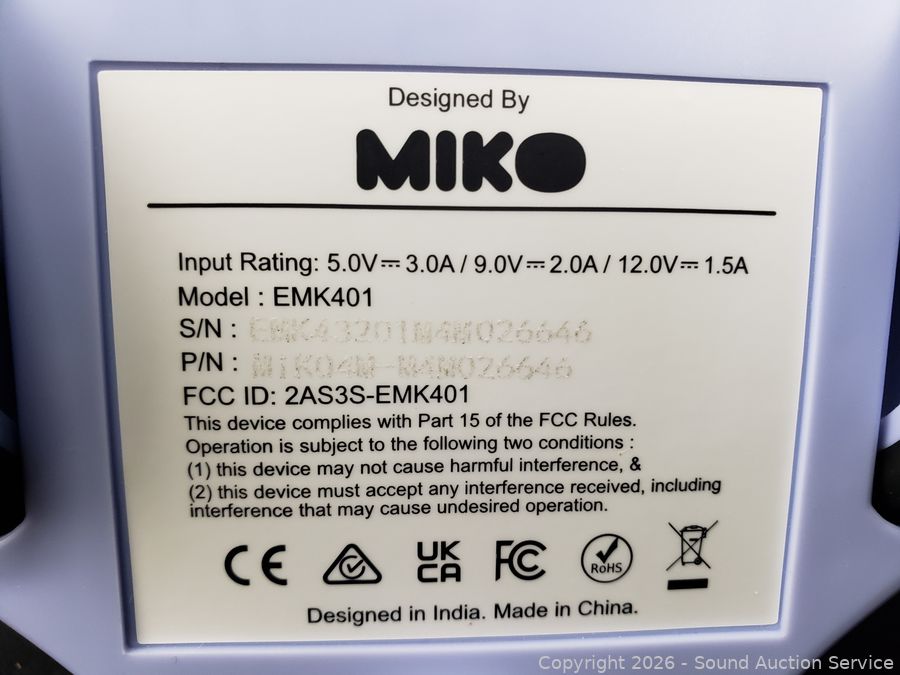 Designed By
MIKO
Input Rating: 5.0V⎓3.0A / 9.0V⎓2.0A / 12.0V⎓1.5A
Model : EMK401
S/N : EMK43201M4M026646
P/N : MiKO4M-M4M026646
FCC ID: 2AS3S-EMK401
This device complies with Part 15 of the FCC Rules.
Operation is subject to the following two conditions :
(1) this device may not cause harmful interference, &
(2) this device must accept any interference received, including
interference that may cause undesired operation.
CE UK CA FC RoHS
Designed in India. Made in China.
Copyright 2026 - Sound Auction Service